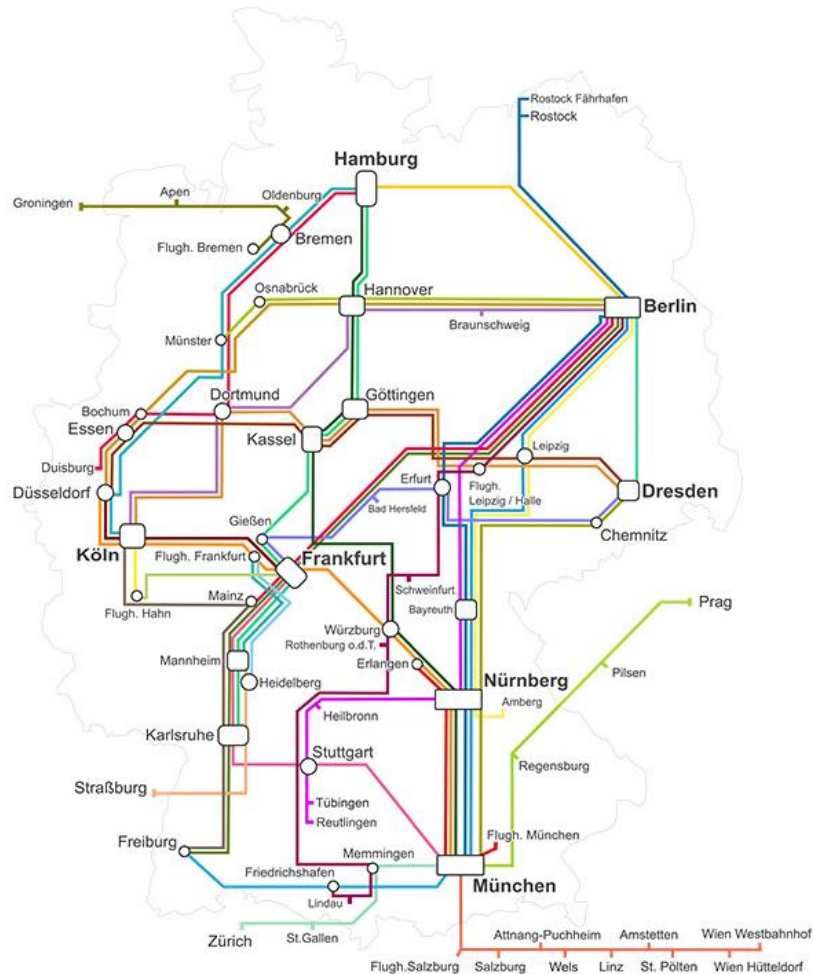 Rostock Fährhafen
Rostock
Hamburg
Oldenburg
Apen
Groningen
Bremen
Flugh. Bremen
Osnabrück
Hannover
Berlin
Braunschweig
Münster
Dortmund
Göttingen
Bochum
Essen
Kassel
Leipzig
Duisburg
Erfurt
Flugh.
Leipzig / Halle
Düsseldorf
Dresden
Bad Hersfeld
Gießen
Chemnitz
Köln
Flugh. Frankfurt
Frankfurt
Schweinfurt
Mainz
Prag
Flugh. Hahn
Bayreuth
Würzburg
Rothenburg o.d.T.
Mannheim
Erlangen
Pilsen
Heidelberg
Nürnberg
Amberg
Heilbronn
Karlsruhe
Stuttgart
Regensburg
Straßburg
Tübingen
Reutlingen
Flugh. München
Freiburg
Memmingen
Friedrichshafen
München
Lindau
Zürich
St.Gallen
Attnang-Puchheim
Amstetten
Wien Westbahnhof
Flugh.Salzburg
Salzburg
Wels
Linz
St. Pölten
Wien Hütteldorf